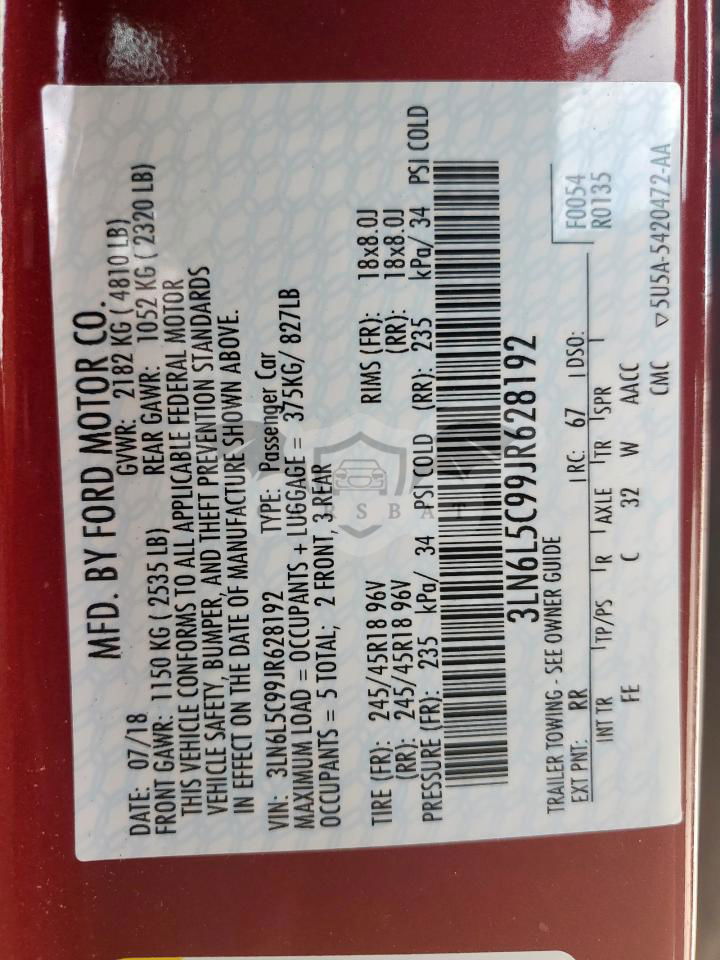 MFD. BY FORD MOTOR CO.
DATE: 07/18 GVWR: 2182 KG ( 4810 LB)
FRONT GAWR: 1150 KG ( 2535 LB) REAR GAWR: 1052 KG ( 2320 LB)
THIS VEHICLE CONFORMS TO ALL APPLICABLE FEDERAL MOTOR
VEHICLE SAFETY, BUMPER, AND THEFT PREVENTION STANDARDS
IN EFFECT ON THE DATE OF MANUFACTURE SHOWN ABOVE.
VIN: 3LN6L5C99JR628192 TYPE: Passenger Car
MAXIMUM LOAD = OCCUPANTS + LUGGAGE = 375KG/ 827LB
OCCUPANTS = 5 TOTAL; 2 FRONT, 3 REAR
TIRE (FR): 245/45R18 96V RIMS (FR): 18x8.0J
(RR): 245/45R18 96V (RR): 18x8.0J
PRESSURE (FR): 235 kPa/ 34 PSI COLD (RR): 235 kPa/ 34 PSI COLD
3LN6L5C99JR628192
TRAILER TOWING - SEE OWNER GUIDE
F0054
EXT PNT: RR RC: 67 DSO: R0135
INT TR TP/PS R AXLE TR SPR
FE C 32 W AACC
CMC ▽5U5A-5420472-AA